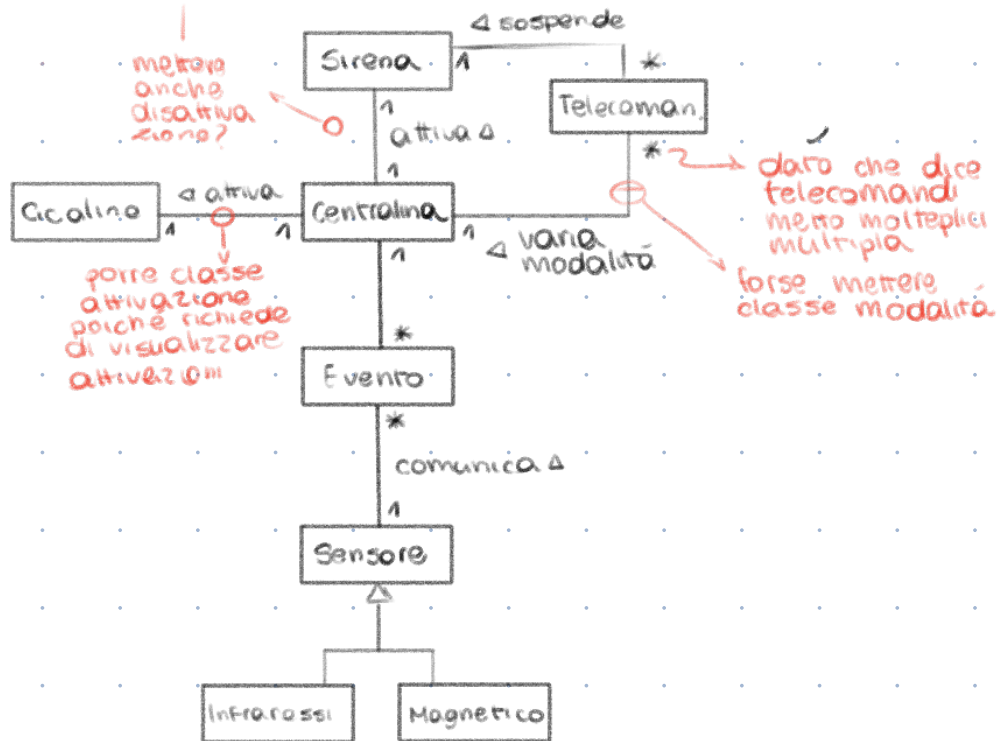 ◁ sospende
Sirena
1
*
mettere
anche
disattiva
zione?
1
Telecoman.
attiva △
*
dato che dice
telecomandi
metto molteplici
multipla
◁ attiva
1
Cicalino
Centralina
1
1
1
1
◁ varia
modalità
forse mettere
classe modalità
porre classe
attivazione
poiché richiede
di visualizzare
attivazioni
*
Evento
*
comunica △
1
Sensore
Infrarossi
Magnetico